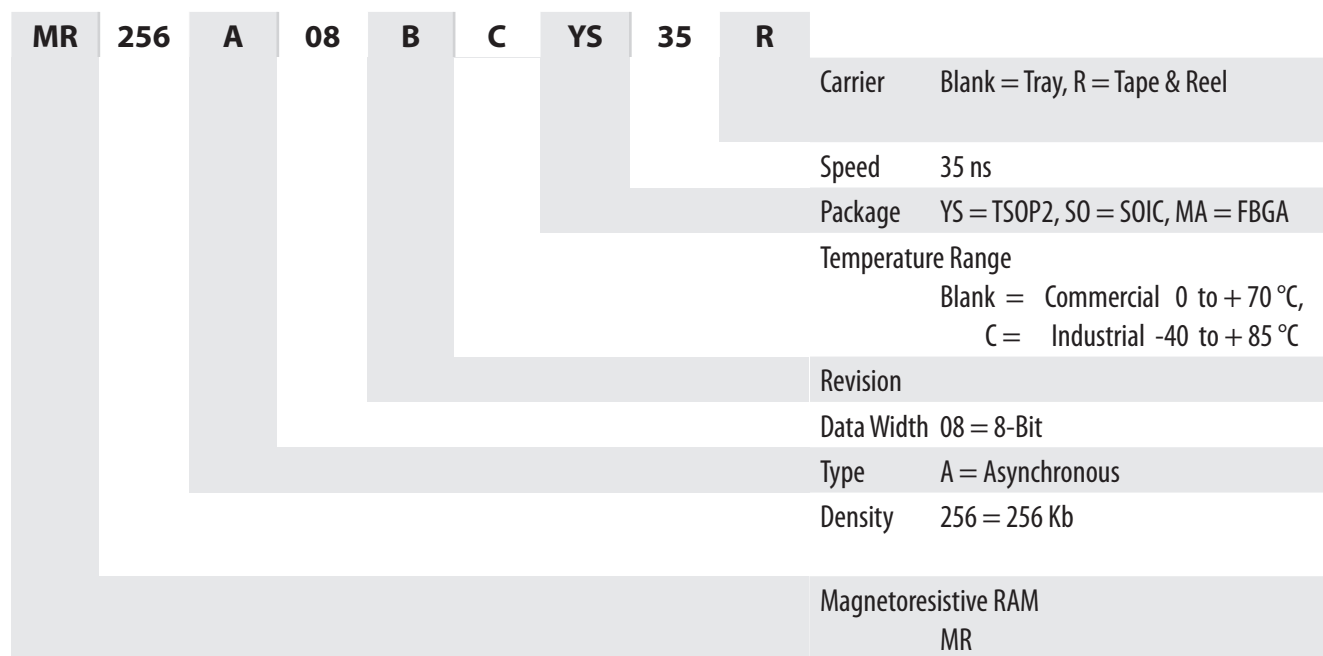 MR 256 A 08 B C YS 35 R
Carrier Blank = Tray, R = Tape & Reel
Speed 35 ns
Package YS = TSOP2, SO = SOIC, MA = FBGA
Temperature Range
Blank = Commercial 0 to + 70 °C,
C = Industrial -40 to + 85 °C
Revision
Data Width 08 = 8-Bit
Type A = Asynchronous
Density 256 = 256 Kb
Magnetoresistive RAM
MR